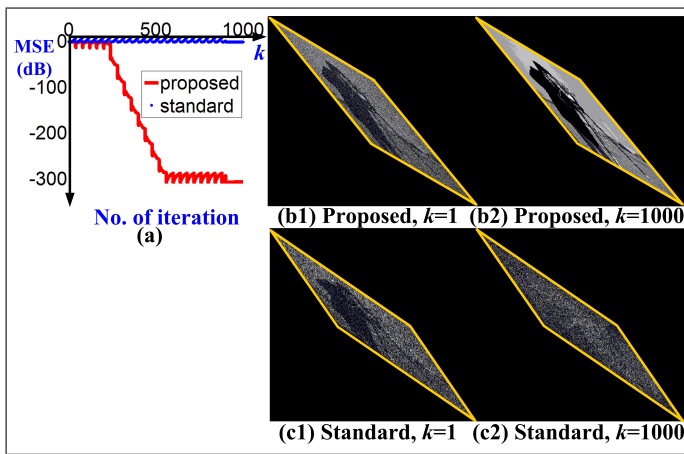 0 500 1000
MSE 0 k
(dB)
-100
proposed
standard
-200
-300
No. of iteration
(a)
(b1) Proposed, k=1 (b2) Proposed, k=1000
(c1) Standard, k=1 (c2) Standard, k=1000